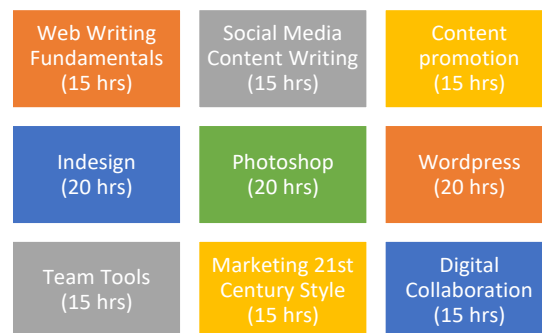 Web Writing
Fundamentals
(15 hrs)
Social Media
Content Writing
(15 hrs)
Content
promotion
(15 hrs)
Indesign
(20 hrs)
Photoshop
(20 hrs)
Wordpress
(20 hrs)
Team Tools
(15 hrs)
Marketing 21st
Century Style
(15 hrs)
Digital
Collaboration
(15 hrs)